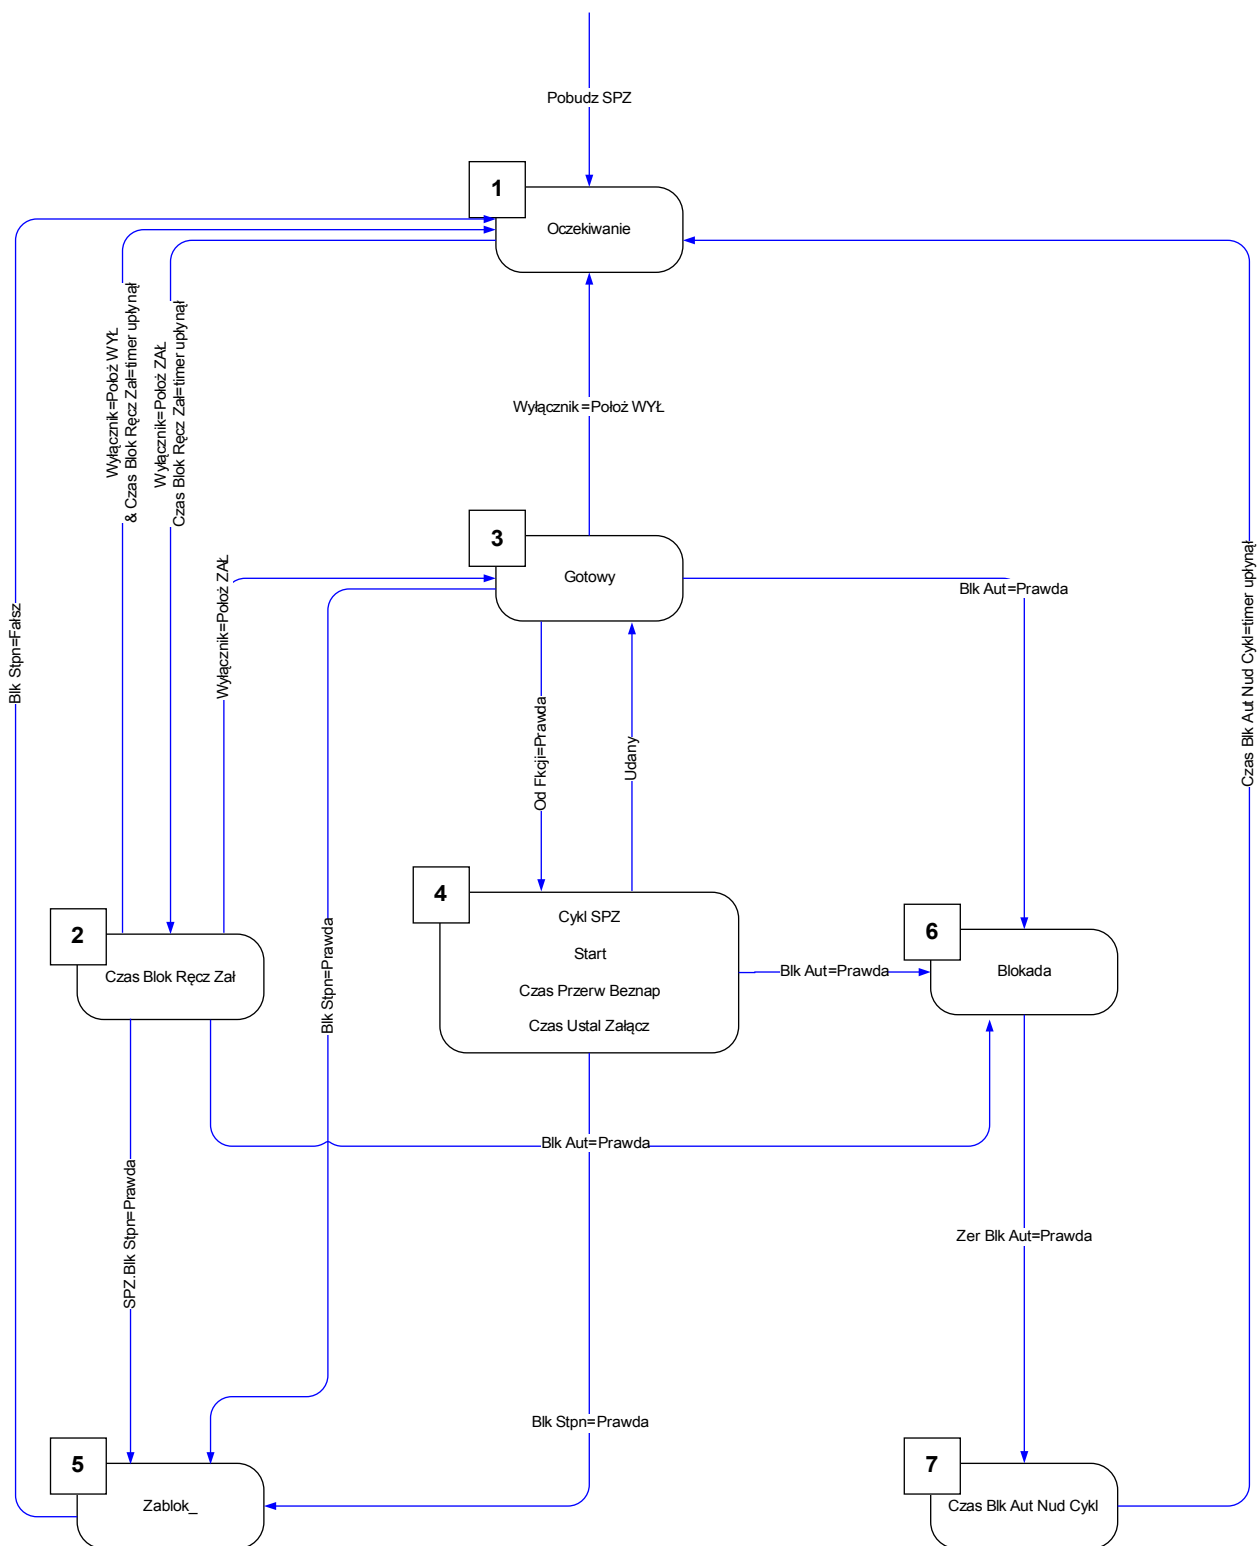 Pobudz SPZ
1
Oczekiwanie
Wyłącznik=Położ WYŁ
& Czas Blok Ręcz Zał=timer upłynął
Wyłącznik=Położ ZAŁ
Czas Blok Ręcz Zał=timer upłynął
Wyłącznik=Położ WYŁ
3
Gotowy
Blk Aut=Prawda
Wyłącznik=Położ ZAŁ
Blk Stpn=Fałsz
Czas Blk Aut Nud Cykl=timer upłynął
Od Fkcji=Prawda
Udany
4
Cykl SPZ
Start
Czas Przerw Beznap
Czas Ustal Załącz
2
Czas Blok Ręcz Zał
Blk Stpn=Prawda
Blk Aut=Prawda
6
Blokada
Blk Aut=Prawda
SPZ.Blk Stpn=Prawda
Zer Blk Aut=Prawda
Blk Stpn=Prawda
5
Zablok_
7
Czas Blk Aut Nud Cykl